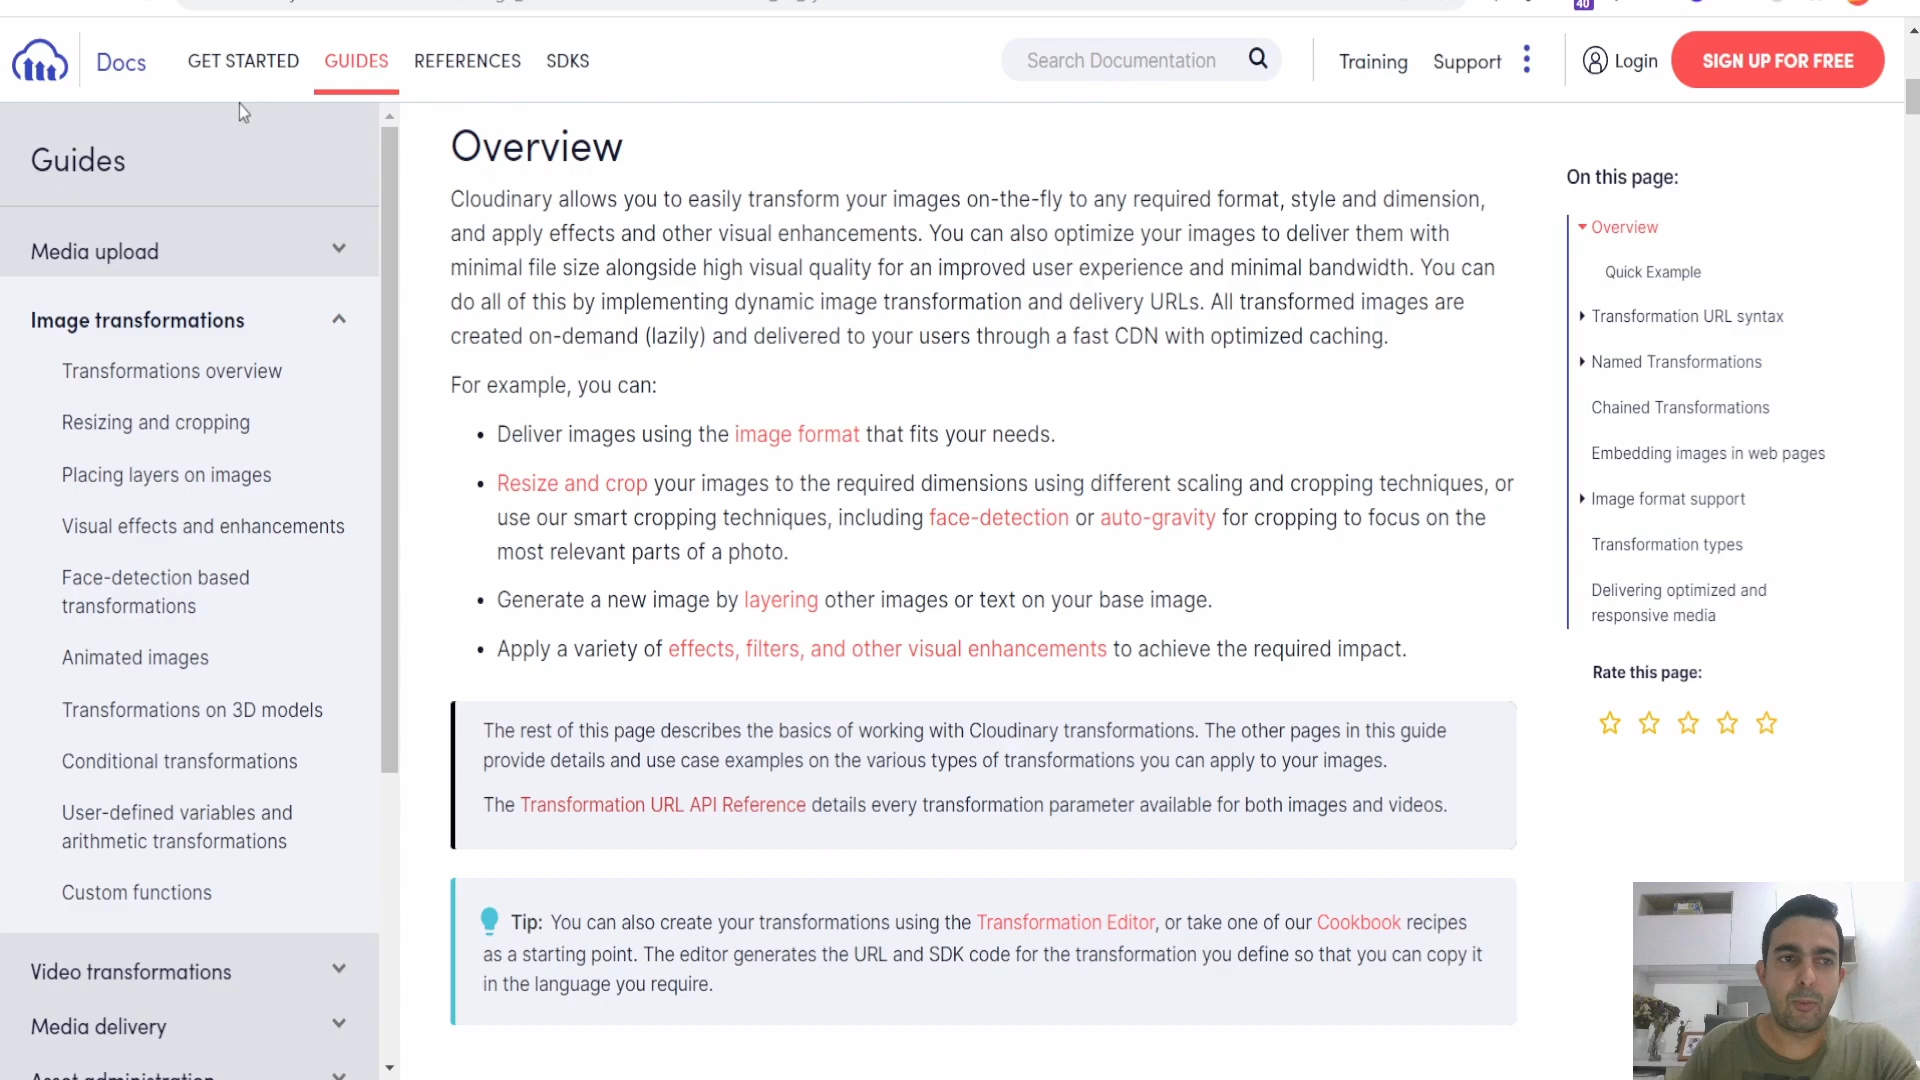 40
Docs
GET STARTED
GUIDES
REFERENCES
SDKS
Search Documentation
Training
Support
Login
SIGN UP FOR FREE
Guides
Media upload
Image transformations
Transformations overview
Resizing and cropping
Placing layers on images
Visual effects and enhancements
Face-detection based
transformations
Animated images
Transformations on 3D models
Conditional transformations
User-defined variables and
arithmetic transformations
Custom functions
Video transformations
Media delivery
Asset administration
Overview
Cloudinary allows you to easily transform your images on-the-fly to any required format, style and dimension,
and apply effects and other visual enhancements. You can also optimize your images to deliver them with
minimal file size alongside high visual quality for an improved user experience and minimal bandwidth. You can
do all of this by implementing dynamic image transformation and delivery URLs. All transformed images are
created on-demand (lazily) and delivered to your users through a fast CDN with optimized caching.
For example, you can:
• Deliver images using the image format that fits your needs.
• Resize and crop your images to the required dimensions using different scaling and cropping techniques, or
use our smart cropping techniques, including face-detection or auto-gravity for cropping to focus on the
most relevant parts of a photo.
• Generate a new image by layering other images or text on your base image.
• Apply a variety of effects, filters, and other visual enhancements to achieve the required impact.
The rest of this page describes the basics of working with Cloudinary transformations. The other pages in this guide
provide details and use case examples on the various types of transformations you can apply to your images.
The Transformation URL API Reference details every transformation parameter available for both images and videos.
Tip: You can also create your transformations using the Transformation Editor, or take one of our Cookbook recipes
as a starting point. The editor generates the URL and SDK code for the transformation you define so that you can copy it
in the language you require.
On this page:
Overview
Quick Example
Transformation URL syntax
Named Transformations
Chained Transformations
Embedding images in web pages
Image format support
Transformation types
Delivering optimized and
responsive media
Rate this page: